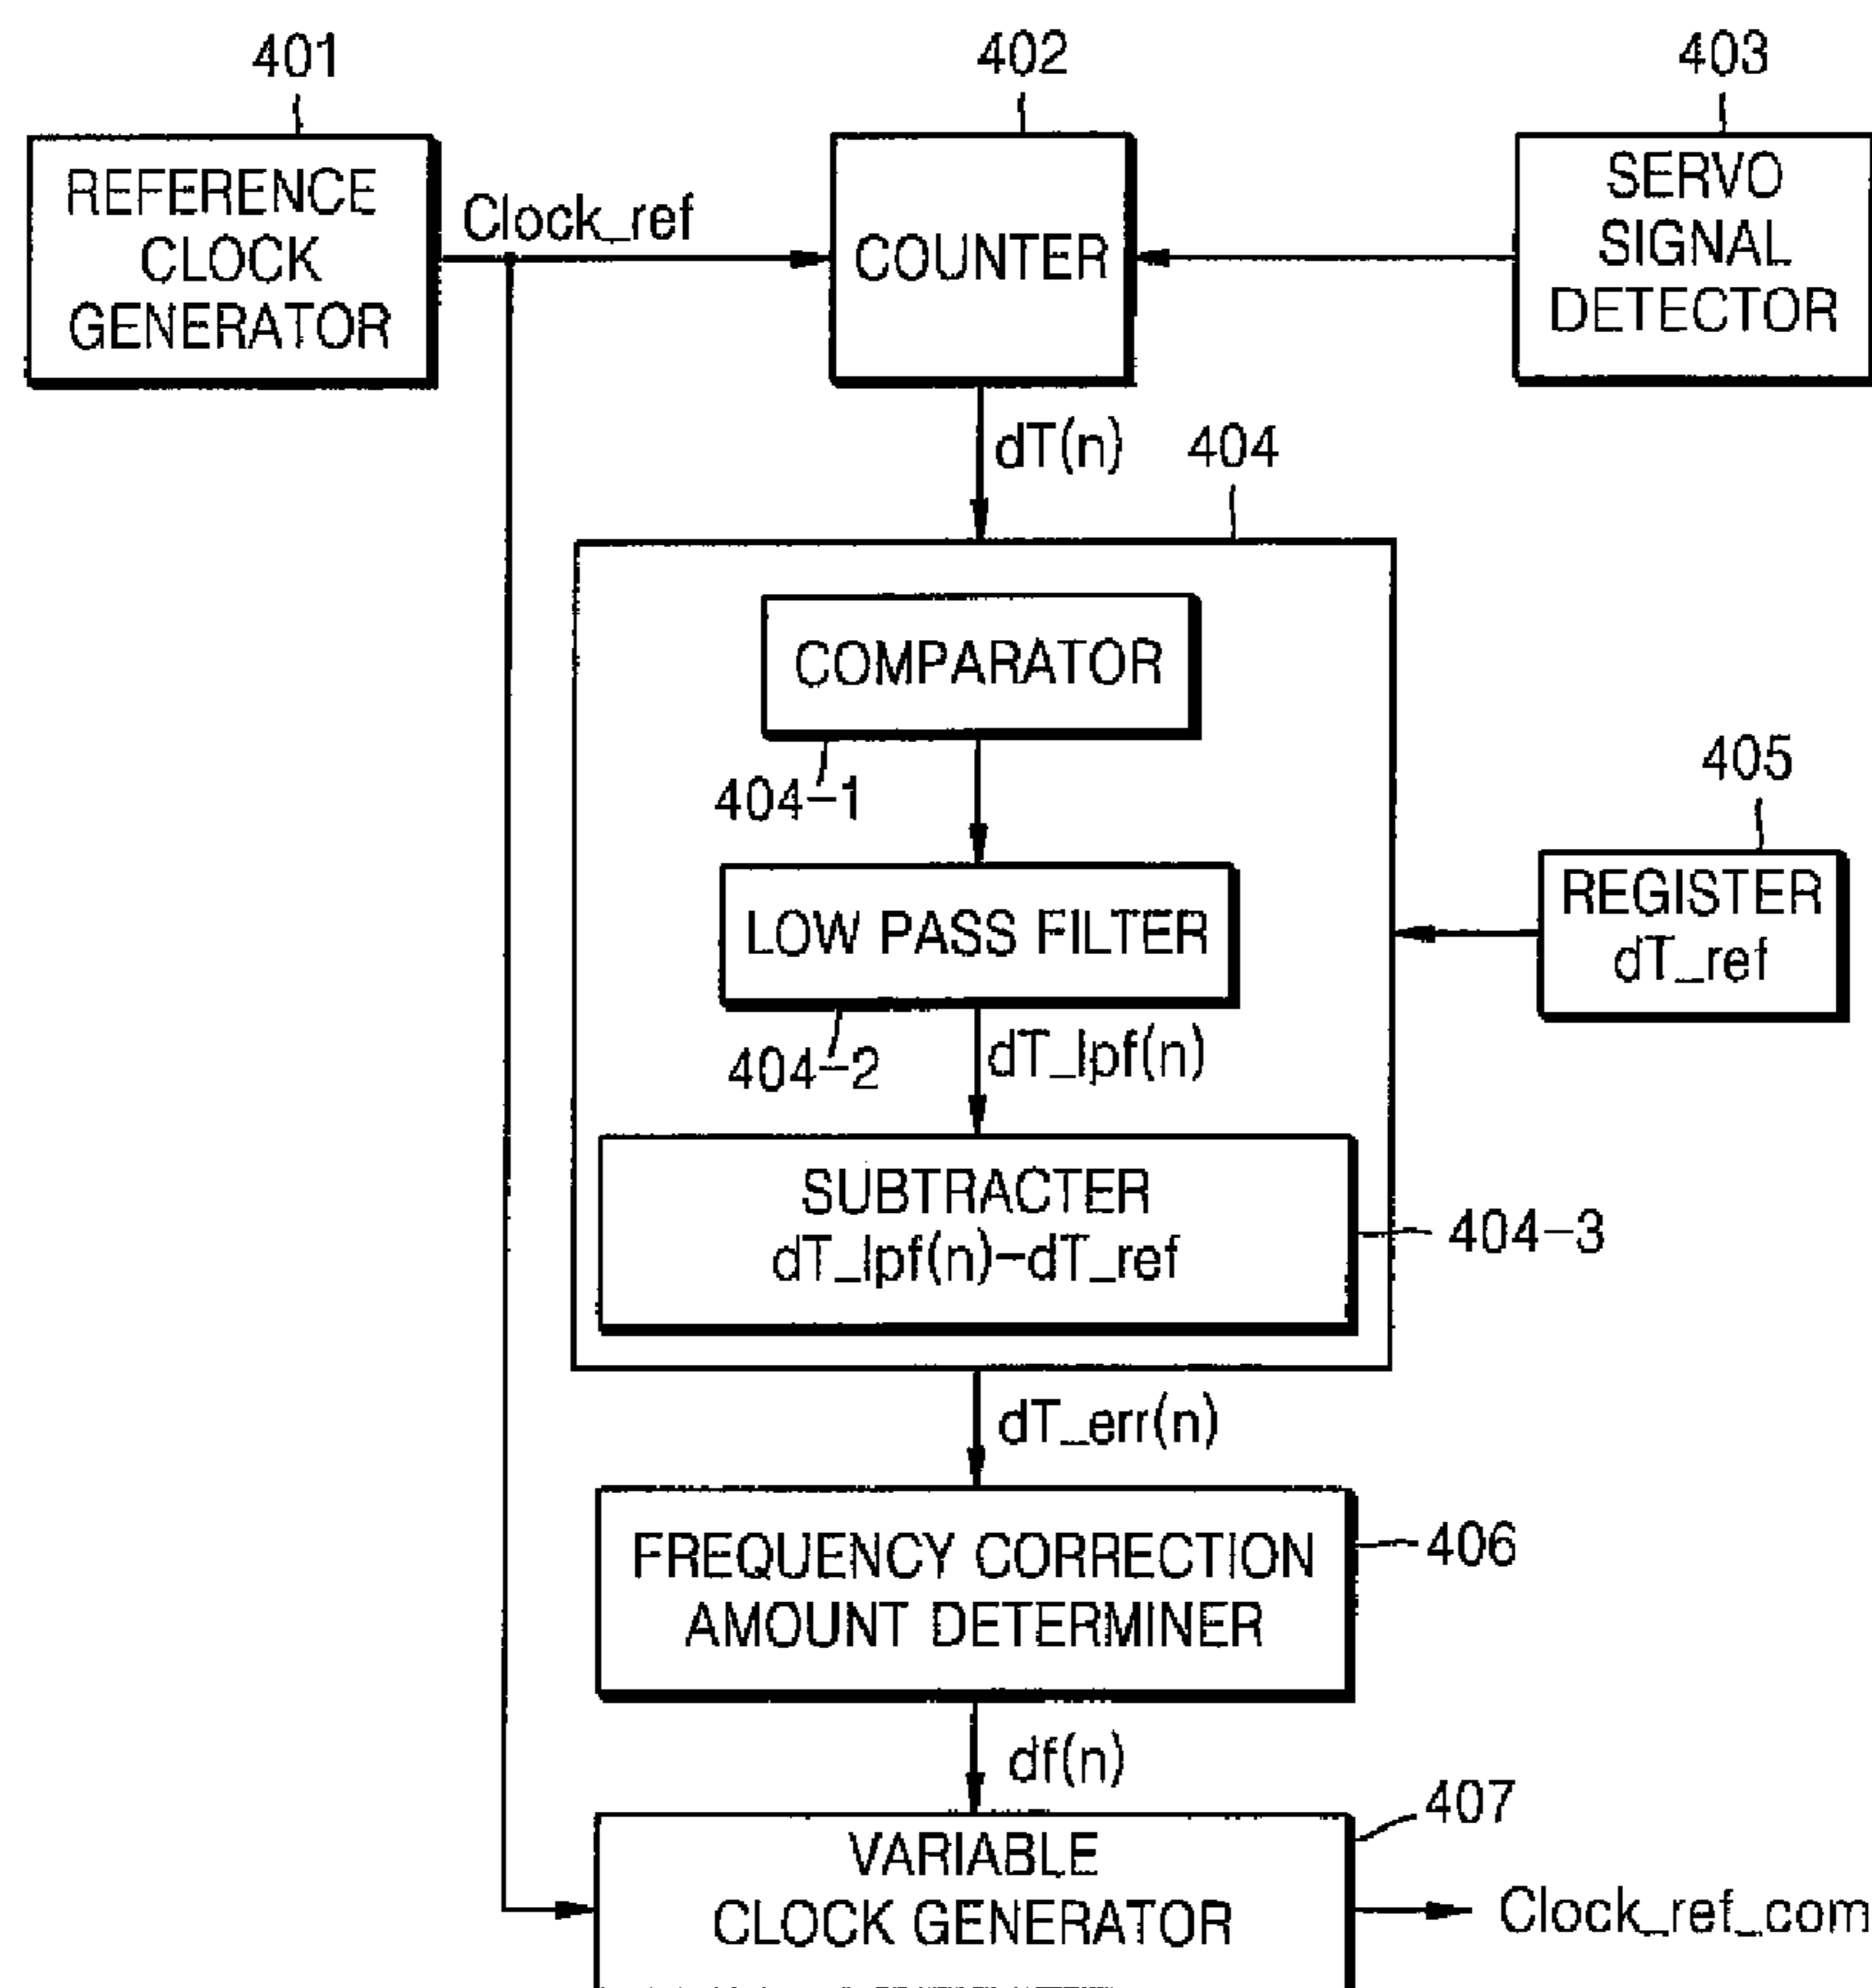 401
402
403
REFERENCE
CLOCK
GENERATOR
Clock_ref
COUNTER
SERVO
SIGNAL
DETECTOR
dT(n)
404
COMPARATOR
404-1
405
REGISTER
dT_ref
LOW PASS FILTER
404-2
dT_lpf(n)
SUBTRACTER
dT_lpf(n)-dT_ref
404-3
dT_err(n)
FREQUENCY CORRECTION
AMOUNT DETERMINER
406
df(n)
407
VARIABLE
CLOCK GENERATOR
Clock_ref_com